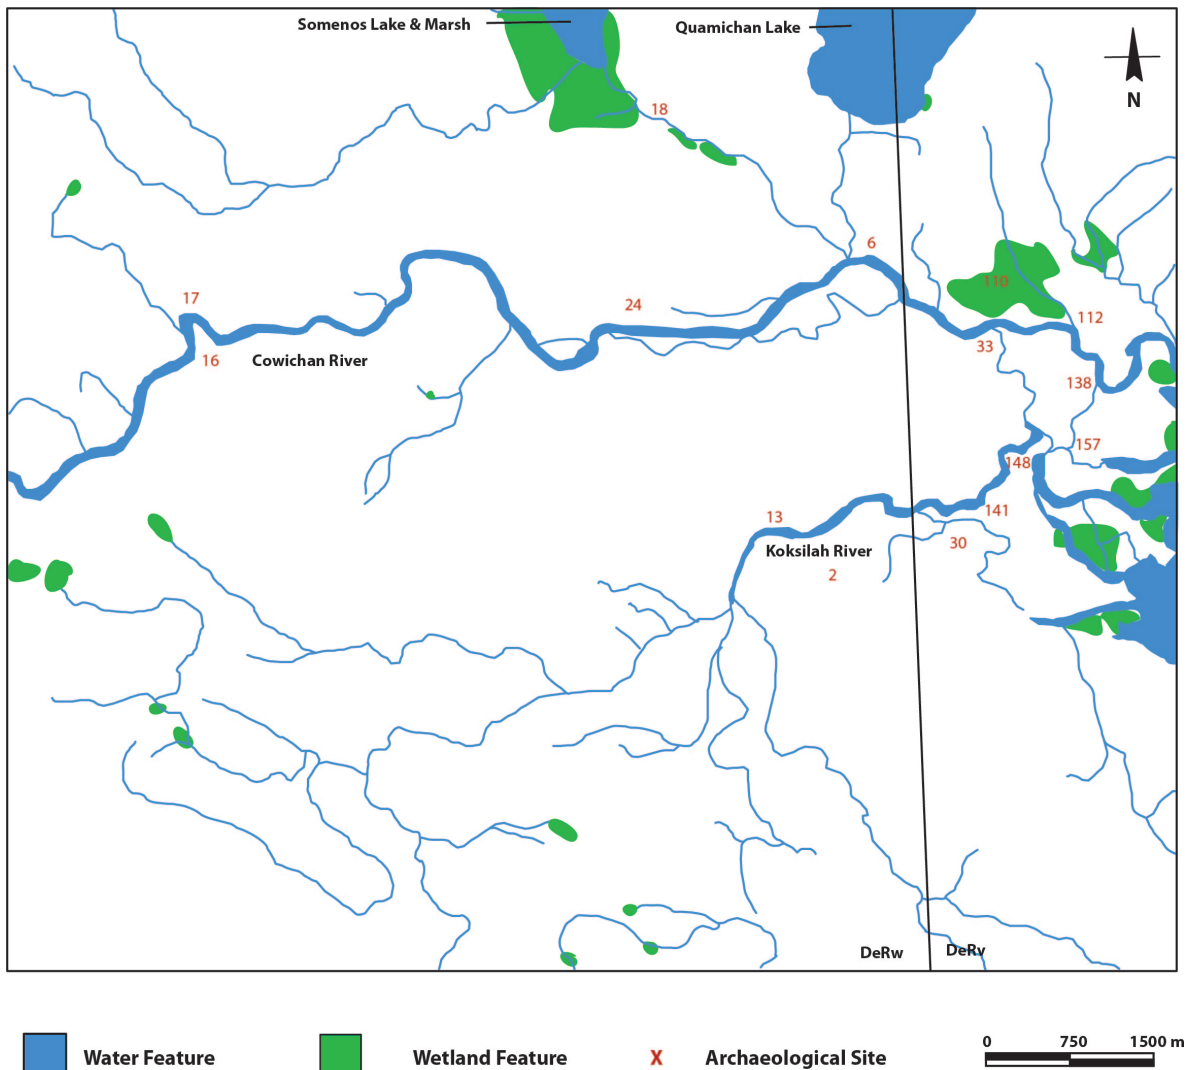 Somenos Lake & Marsh
Quamichan Lake
N
18
6
110
17
24
112
33
16
Cowichan River
138
157
148
141
13
30
Koksilah River
2
DeRw
DeRv
0 750 1500 m
Water Feature
Wetland Feature
X Archaeological Site